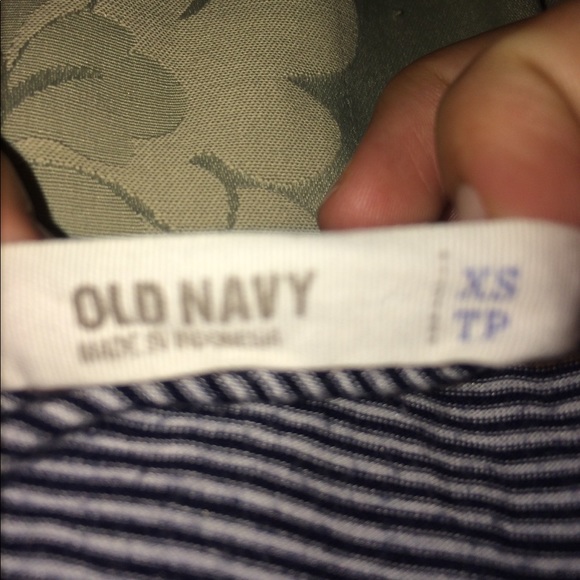 OLD NAVY
MADE IN INDONESIA
XS
TP